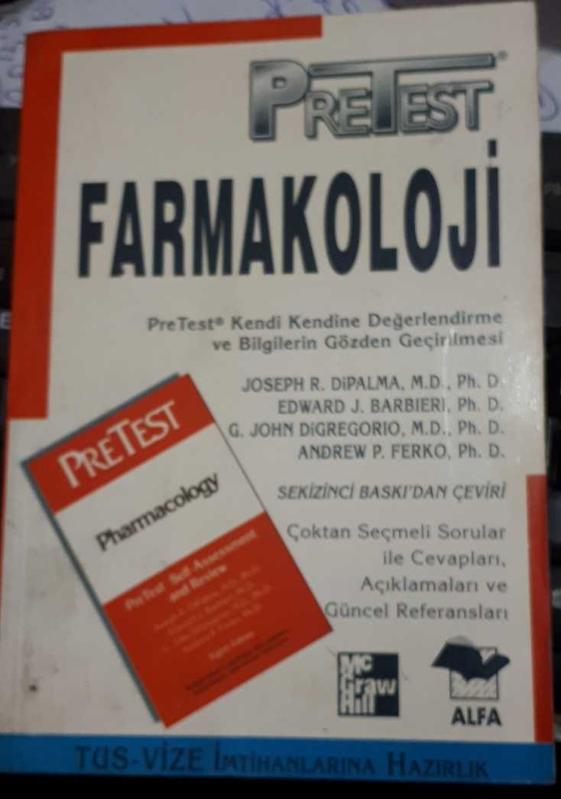 PRETEST®
FARMAKOLOJİ
PreTest® Kendi Kendine Değerlendirme
ve Bilgilerin Gözden Geçirilmesi
JOSEPH R. DiPALMA, M.D., Ph. D.
EDWARD J. BARBIERI, Ph. D.
G. JOHN DiGREGORIO, M.D., Ph. D.
ANDREW P. FERKO, Ph. D.
SEKİZİNCİ BASKI'DAN ÇEVİRİ
Çoktan Seçmeli Sorular
ile Cevapları,
Açıklamaları ve
Güncel Referansları
PRETEST
Pharmacology
PreTest Self-Assessment
and Review
Mc
Graw
Hill
ALFA
TUS-VİZE İMTİHANLARINA HAZIRLIK